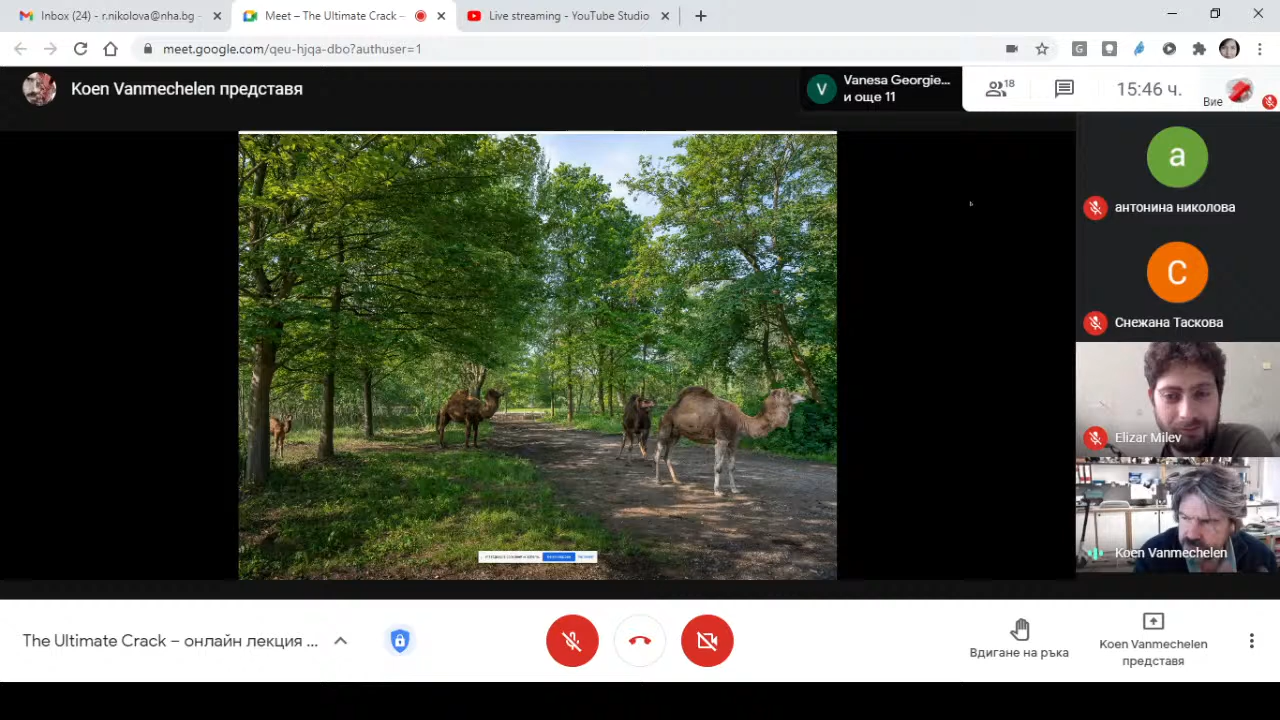 Inbox (24) - r.nikolova@nha.bg -
Meet – The Ultimate Crack –
Live streaming - YouTube Studio
meet.google.com/qeu-hjqa-dbo?authuser=1
Koen Vanmechelen представя
V
Vanesa Georgie...
и още 11
18
15:46 ч.
Вие
a
антонина николова
С
Снежана Таскова
Elizar Milev
Koen Vanmechelen
The Ultimate Crack – онлайн лекция ...
Вдигане на ръка
Koen Vanmechelen
представя